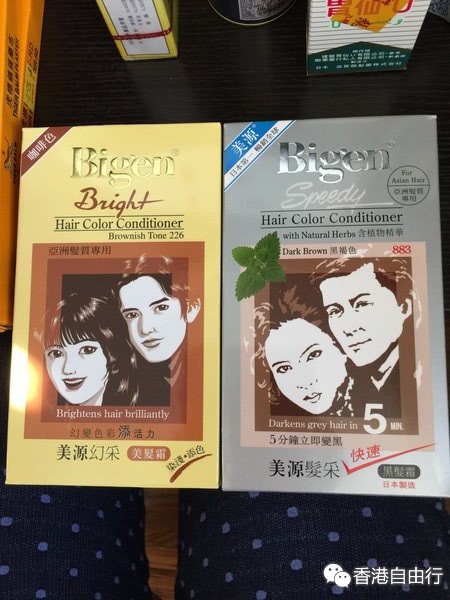 咖啡色
Bigen®
Bright
Hair Color Conditioner
Brownish Tone 226
亞洲髮質專用
Brightens hair brilliantly
幻變色彩添活力
美源幻采 美髮霜
染淺・添色
美源®
日本第一 暢銷全球
Bigen®
Speedy
For
Asian Hair
亞洲髮質
專用
Hair Color Conditioner
with Natural Herbs 含植物精華
Dark Brown 黑褐色 883
Darkens grey hair in 5 MIN.
5分鐘立即變黑
美源髮采 快速
黑髮霜
日本製造
香港自由行